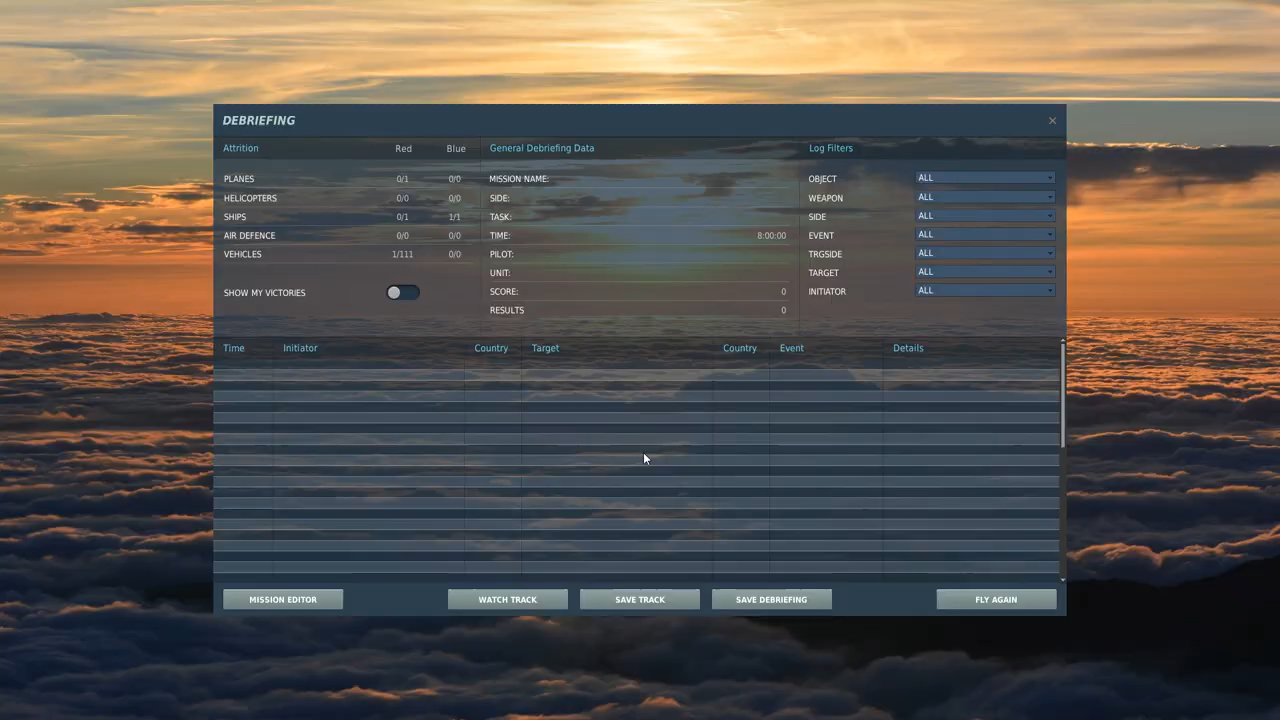 DEBRIEFING
Attrition Red Blue
PLANES 0/1 0/0
HELICOPTERS 0/0 0/0
SHIPS 0/1 1/1
AIR DEFENCE 0/0 0/0
VEHICLES 1/111 0/0
SHOW MY VICTORIES
General Debriefing Data
MISSION NAME:
SIDE:
TASK:
TIME: 8:00:00
PILOT:
UNIT:
SCORE: 0
RESULTS 0
Log Filters
OBJECT ALL
WEAPON ALL
SIDE ALL
EVENT ALL
TRGSIDE ALL
TARGET ALL
INITIATOR ALL
Time Initiator Country Target Country Event Details
MISSION EDITOR WATCH TRACK SAVE TRACK SAVE DEBRIEFING FLY AGAIN